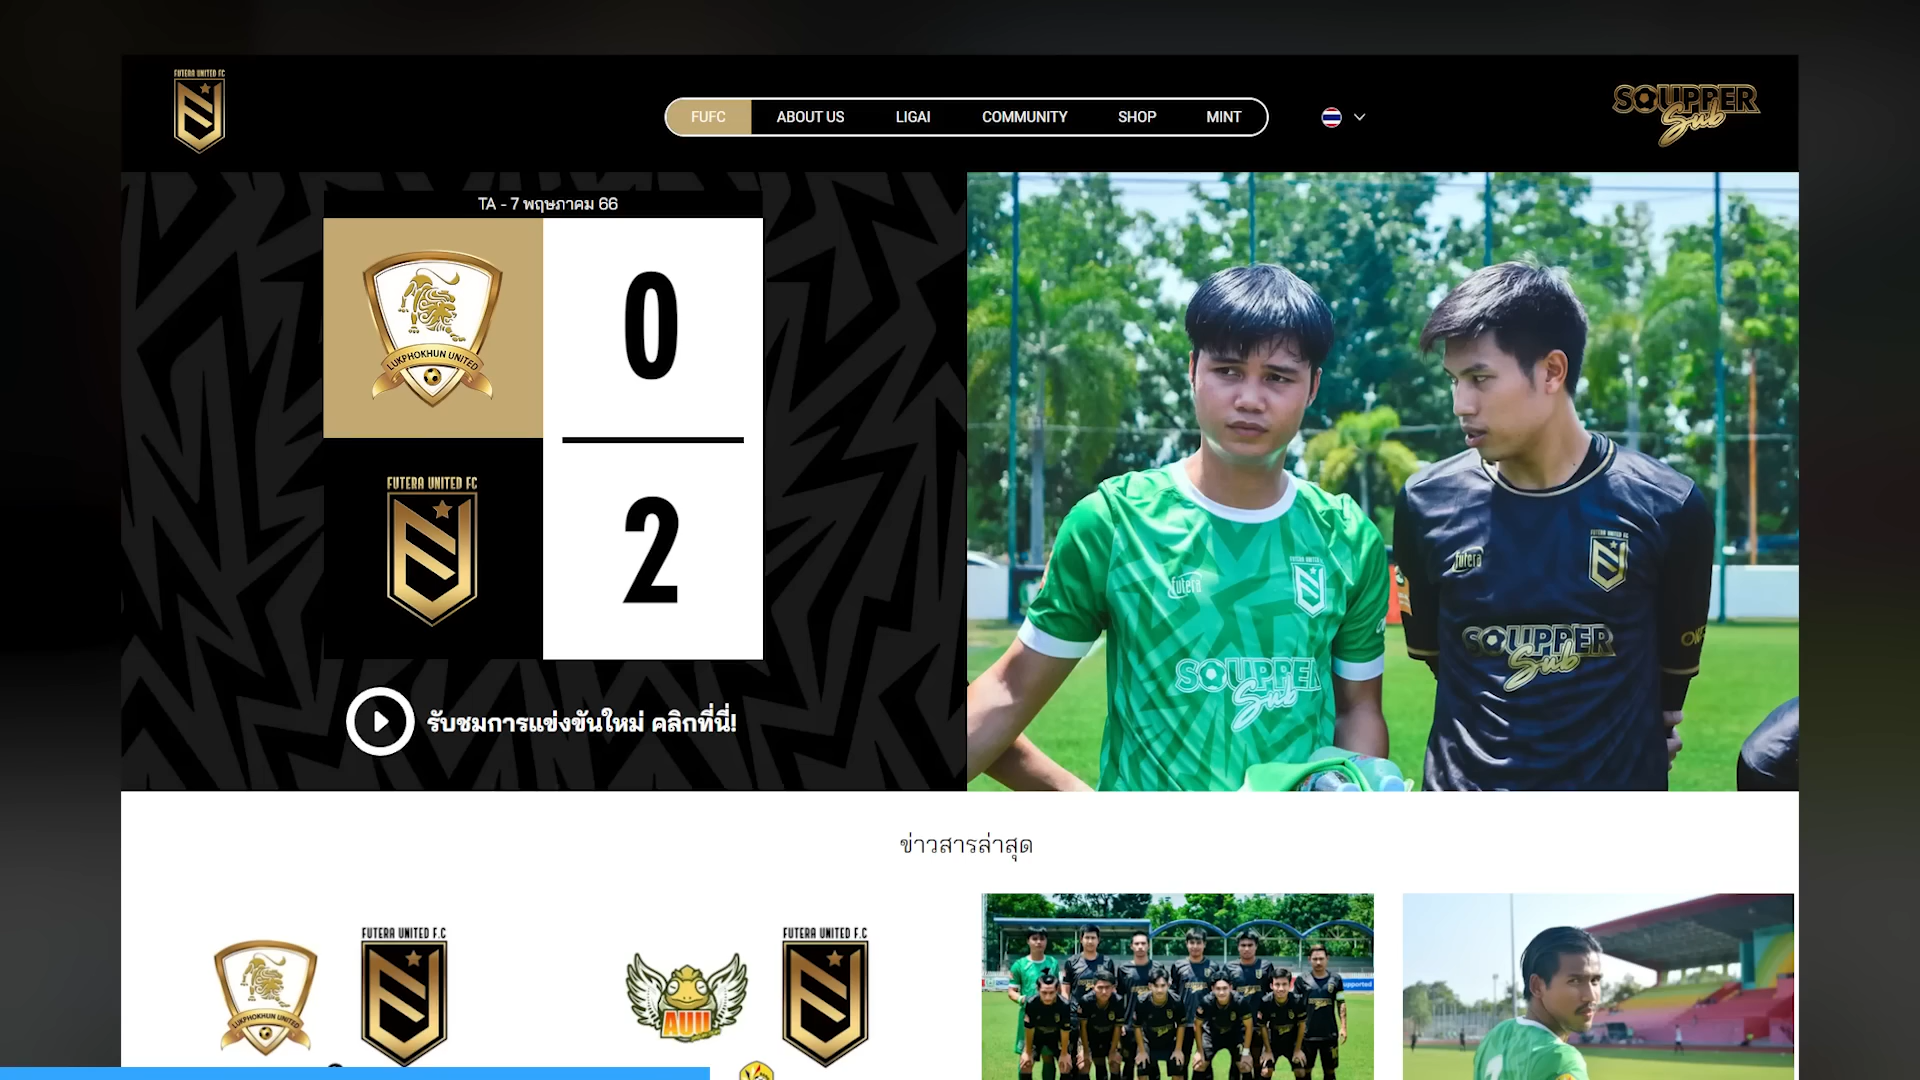 FUTERA UNITED FC
FUFC
ABOUT US
LIGAI
COMMUNITY
SHOP
MINT
SOUPPER
Sub
TA - 7 พฤษภาคม 66
LUKPHOKHUN UNITED
0
FUTERA UNITED FC
2
รับชมการแข่งขันใหม่ คลิกที่นี่!
futera
SOUPPER
Sub
futera
SOUPPER
Sub
ข่าวสารล่าสุด
LUKPHOKHUN UNITED
FUTERA UNITED F.C
AUU
FUTERA UNITED F.C
supported